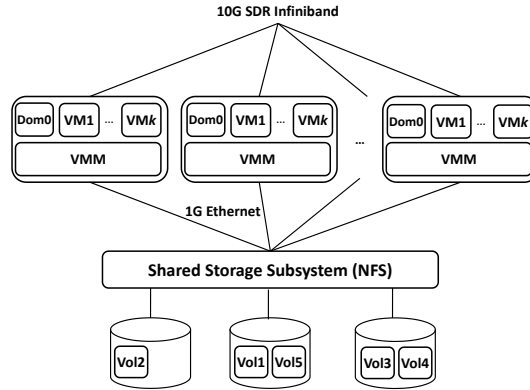 10G SDR Infiniband
Dom0 VM1 ... VMk Dom0 VM1 ... VMk Dom0 VM1 ... VMk
VMM VMM ... VMM
1G Ethernet
Shared Storage Subsystem (NFS)
Vol2 Vol1 Vol5 Vol3 Vol4